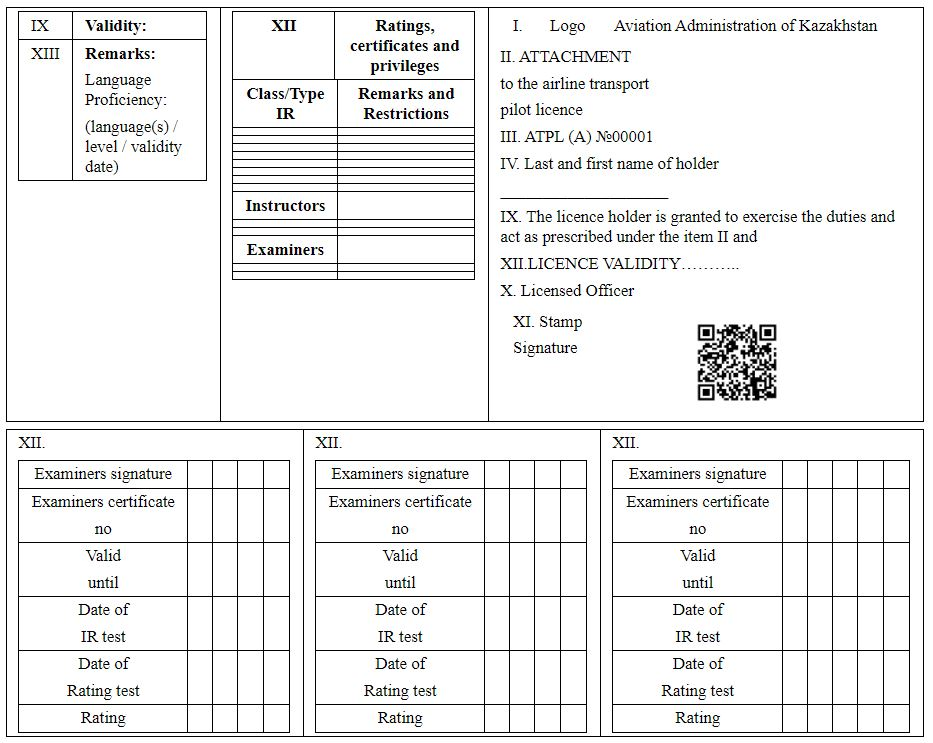 IX Validity:
XIII Remarks:
Language
Proficiency:
(language(s) /
level / validity
date)
XII Ratings,
certificates and
privileges
Class/Type Remarks and
IR Restrictions
Instructors
Examiners
I. Logo Aviation Administration of Kazakhstan
II. ATTACHMENT
to the airline transport
pilot licence
III. ATPL (A) №00001
IV. Last and first name of holder
_____________________
IX. The licence holder is granted to exercise the duties and
act as prescribed under the item II and
XII.LICENCE VALIDITY………..
X. Licensed Officer
XI. Stamp
Signature
XII.
Examiners signature
Examiners certificate
no
Valid
until
Date of
IR test
Date of
Rating test
Rating
XII.
Examiners signature
Examiners certificate
no
Valid
until
Date of
IR test
Date of
Rating test
Rating
XII.
Examiners signature
Examiners certificate
no
Valid
until
Date of
IR test
Date of
Rating test
Rating